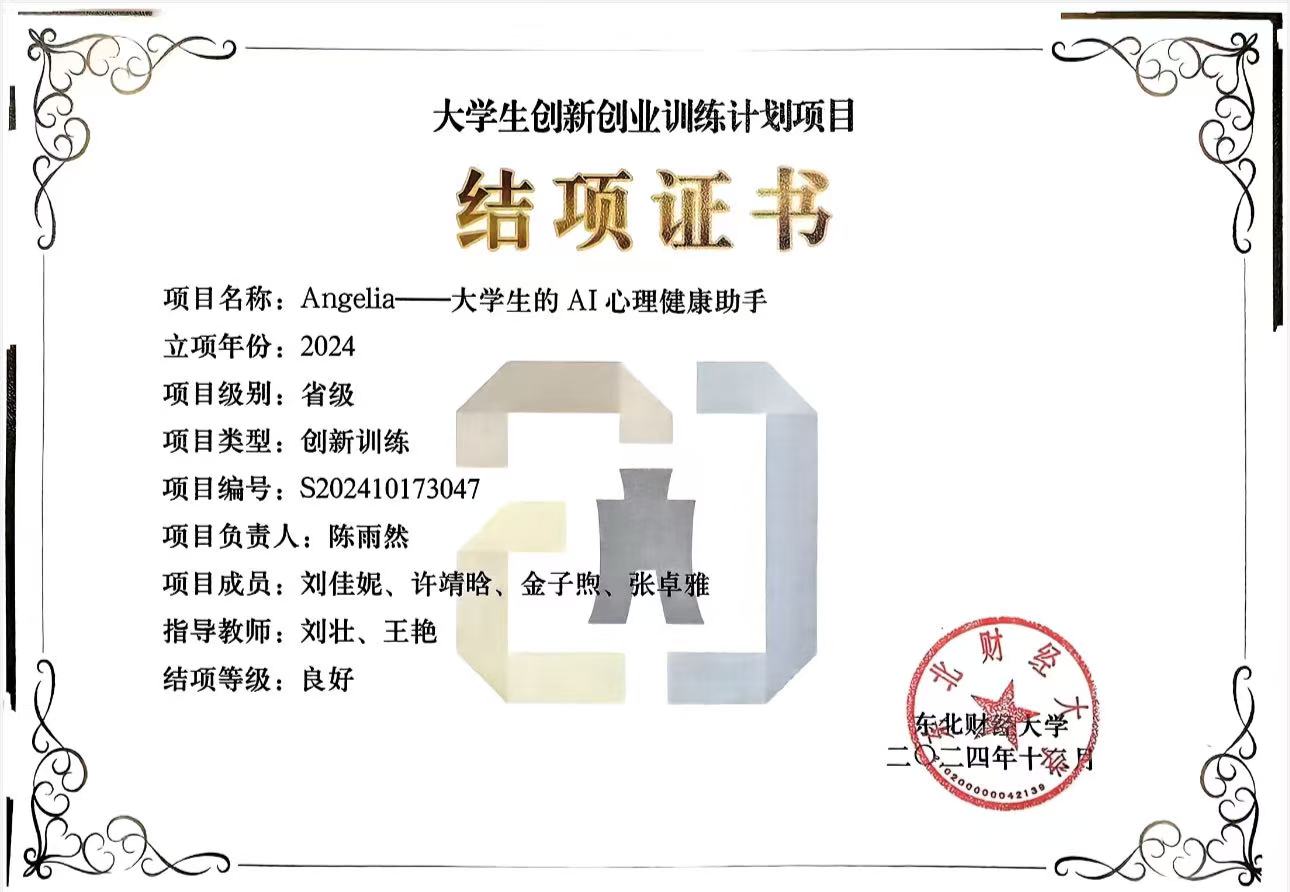 大学生创新创业训练计划项目
结项证书
项目名称：Angelia——大学生的 AI 心理健康助手
立项年份：2024
项目级别：省级
项目类型：创新训练
项目编号：S202410173047
项目负责人：陈雨然
项目成员：刘佳妮、许靖晗、金子煦、张卓雅
指导教师：刘壮、王艳
结项等级：良好
东北财经大学
东北财经大学
二〇二四年十二月
210200000042139